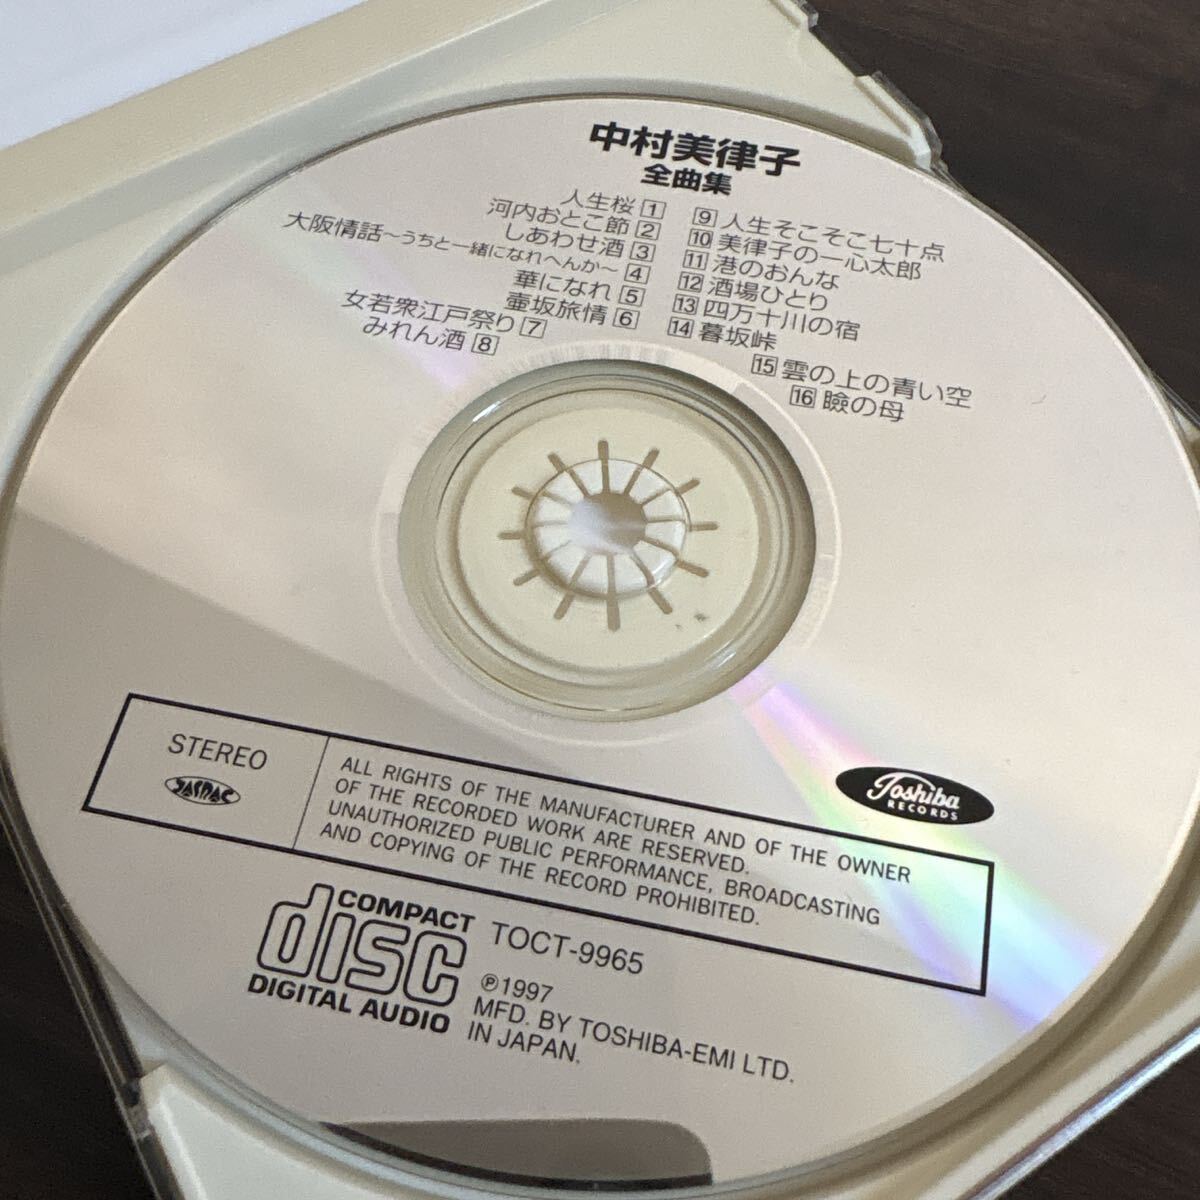 中村美律子
全曲集
人生桜 1
河内おとこ節 2
しあわせ酒 3
大阪情話〜うちと一緒になれへんか〜 4
華になれ 5
壷坂旅情 6
女若衆江戸祭り 7
みれん酒 8
9 人生そこそこ七十点
10 美律子の一心太郎
11 港のおんな
12 酒場ひとり
13 四万十川の宿
14 暮坂峠
15 雲の上の青い空
16 瞼の母
STEREO
JASRAC
ALL RIGHTS OF THE MANUFACTURER AND OF THE OWNER
OF THE RECORDED WORK ARE RESERVED.
UNAUTHORIZED PUBLIC PERFORMANCE, BROADCASTING
AND COPYING OF THE RECORD PROHIBITED.
Toshiba
RECORDS
COMPACT
disc
DIGITAL AUDIO
TOCT-9965
℗1997
MFD. BY TOSHIBA-EMI LTD.
IN JAPAN.